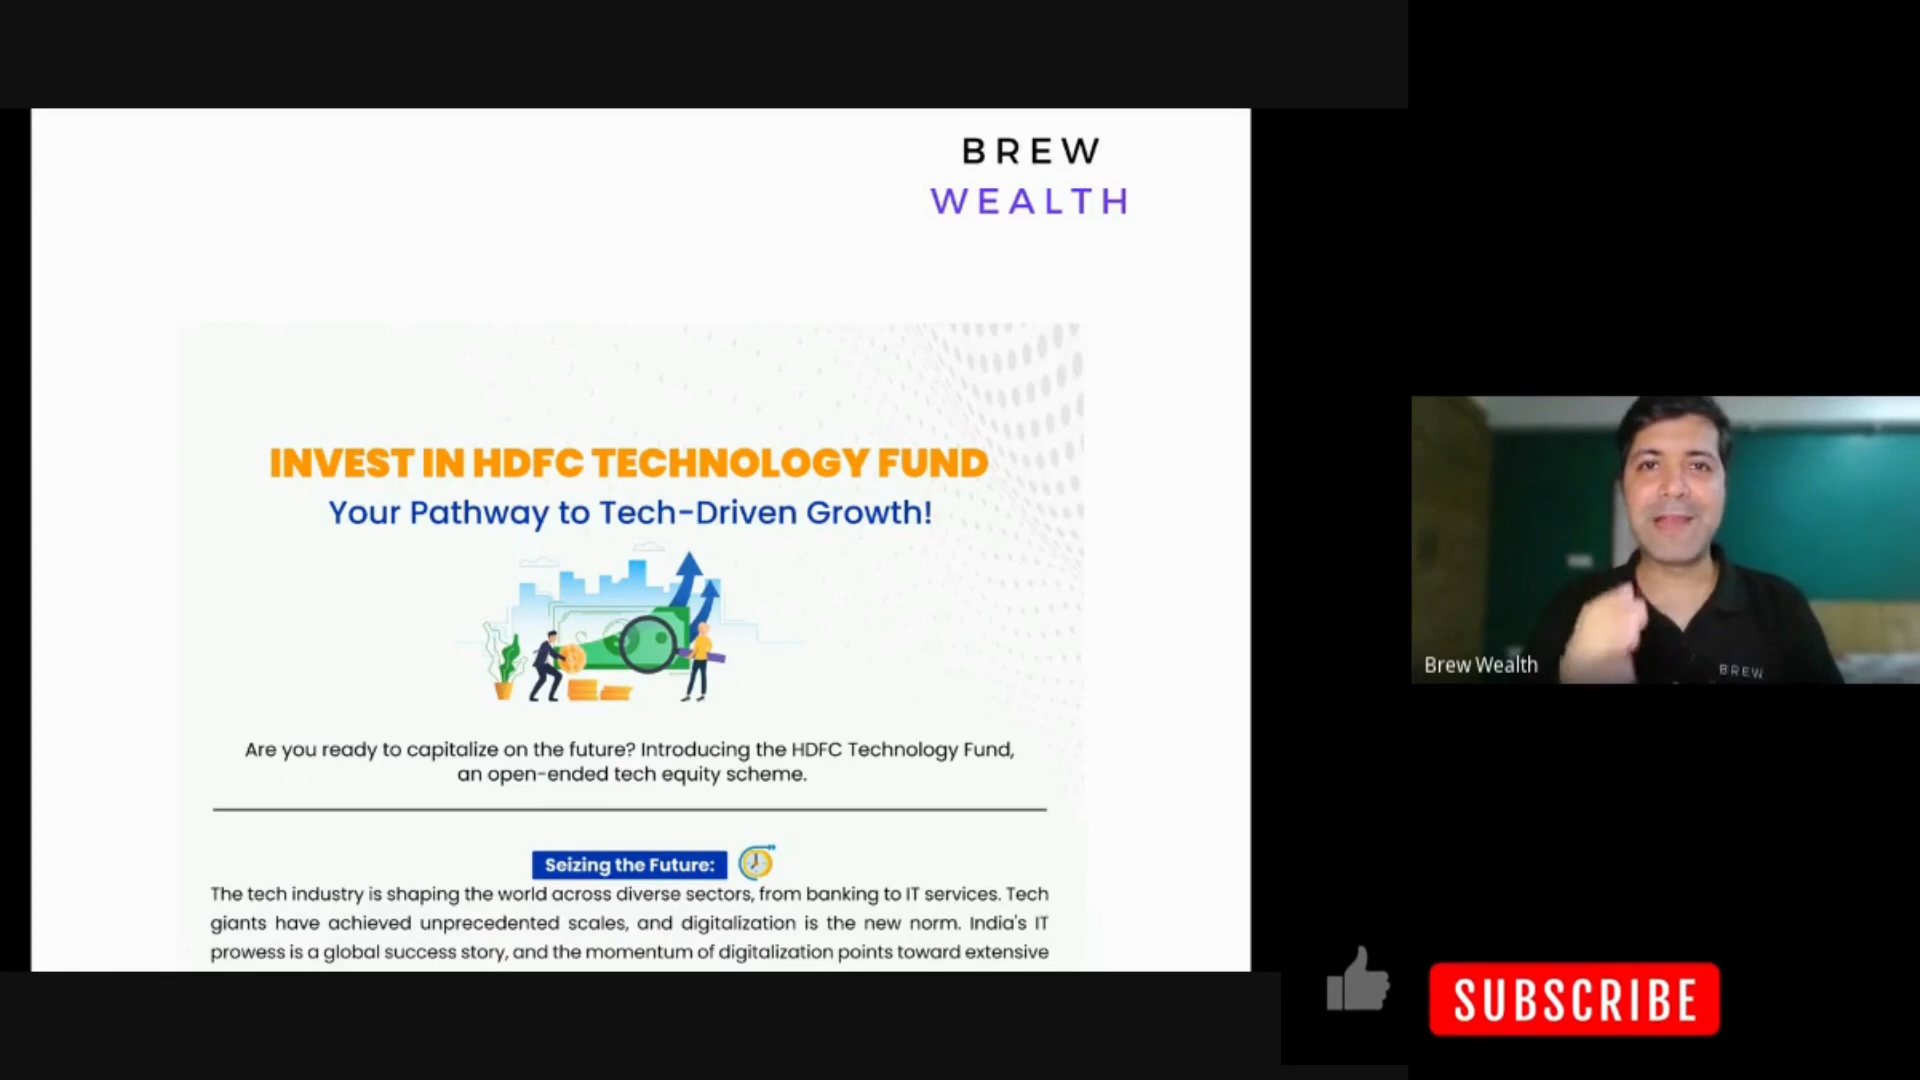 BREW
WEALTH
INVEST IN HDFC TECHNOLOGY FUND
Your Pathway to Tech-Driven Growth!
Are you ready to capitalize on the future? Introducing the HDFC Technology Fund,
an open-ended tech equity scheme.
Seizing the Future:
The tech industry is shaping the world across diverse sectors, from banking to IT services. Tech
giants have achieved unprecedented scales, and digitalization is the new norm. India's IT
prowess is a global success story, and the momentum of digitalization points toward extensive
Brew Wealth
BREW
SUBSCRIBE